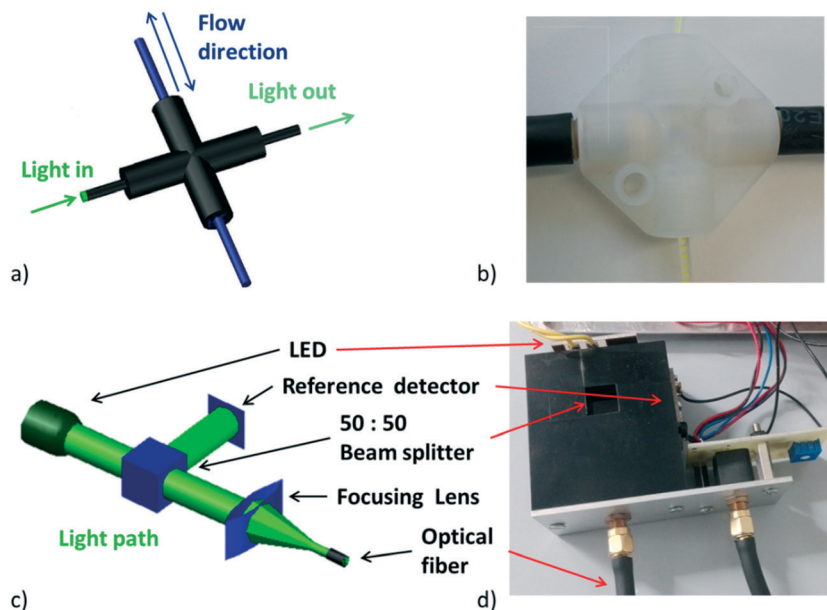 Flow
direction
Light out
Light in
a)
E20
b)
LED
Reference detector
50 : 50
Beam splitter
Focusing Lens
Light path
Optical
fiber
c)
d)